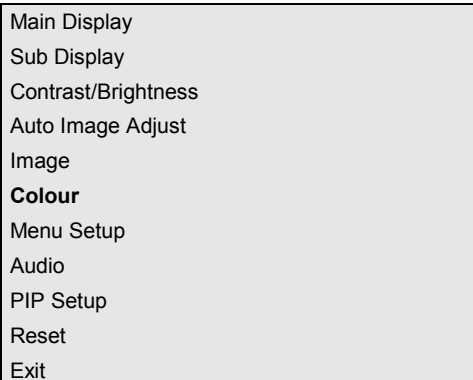 Main Display
Sub Display
Contrast/Brightness
Auto Image Adjust
Image
Colour
Menu Setup
Audio
PIP Setup
Reset
Exit